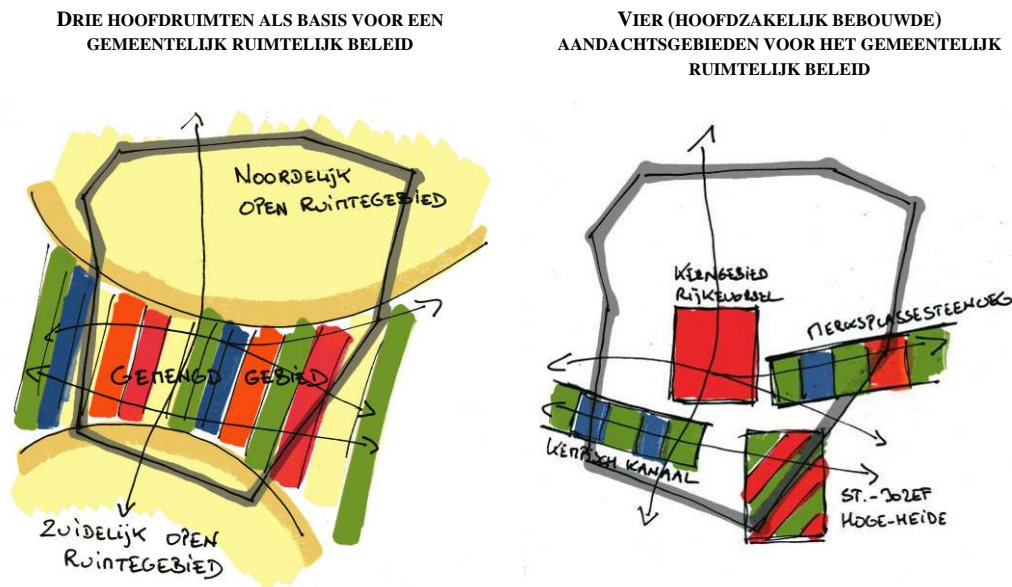 DRIE HOOFDRUIMTEN ALS BASIS VOOR EEN
GEMEENTELIJK RUIMTELIJK BELEID
NOORDELIJK
OPEN RUIMTEGEBIED
GEMENGD GEBIED
ZUIDELIJK OPEN
RUIMTEGEBIED
VIER (HOOFDZAKELIJK BEBOUWDE)
AANDACHTSGEBIEDEN VOOR HET GEMEENTELIJK
RUIMTELIJK BELEID
KERNGEBIED
RIJKEVORSEL
MERKSPLASSESTEENWEG
KEMPISCH KANAAL
ST.-JOZEF
HOGE-HEIDE